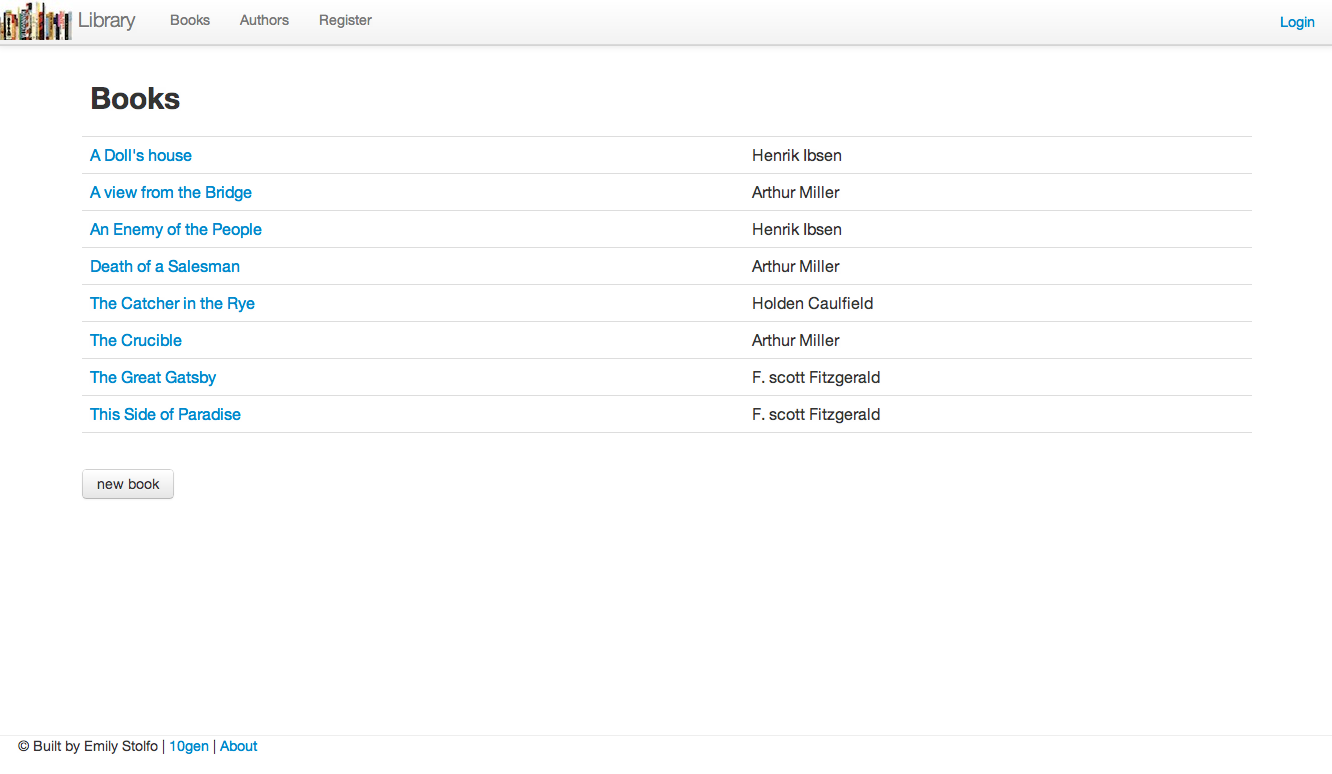 Library Books Authors Register Login
Books
A Doll's house Henrik Ibsen
A view from the Bridge Arthur Miller
An Enemy of the People Henrik Ibsen
Death of a Salesman Arthur Miller
The Catcher in the Rye Holden Caulfield
The Crucible Arthur Miller
The Great Gatsby F. scott Fitzgerald
This Side of Paradise F. scott Fitzgerald
new book
© Built by Emily Stolfo | 10gen | About